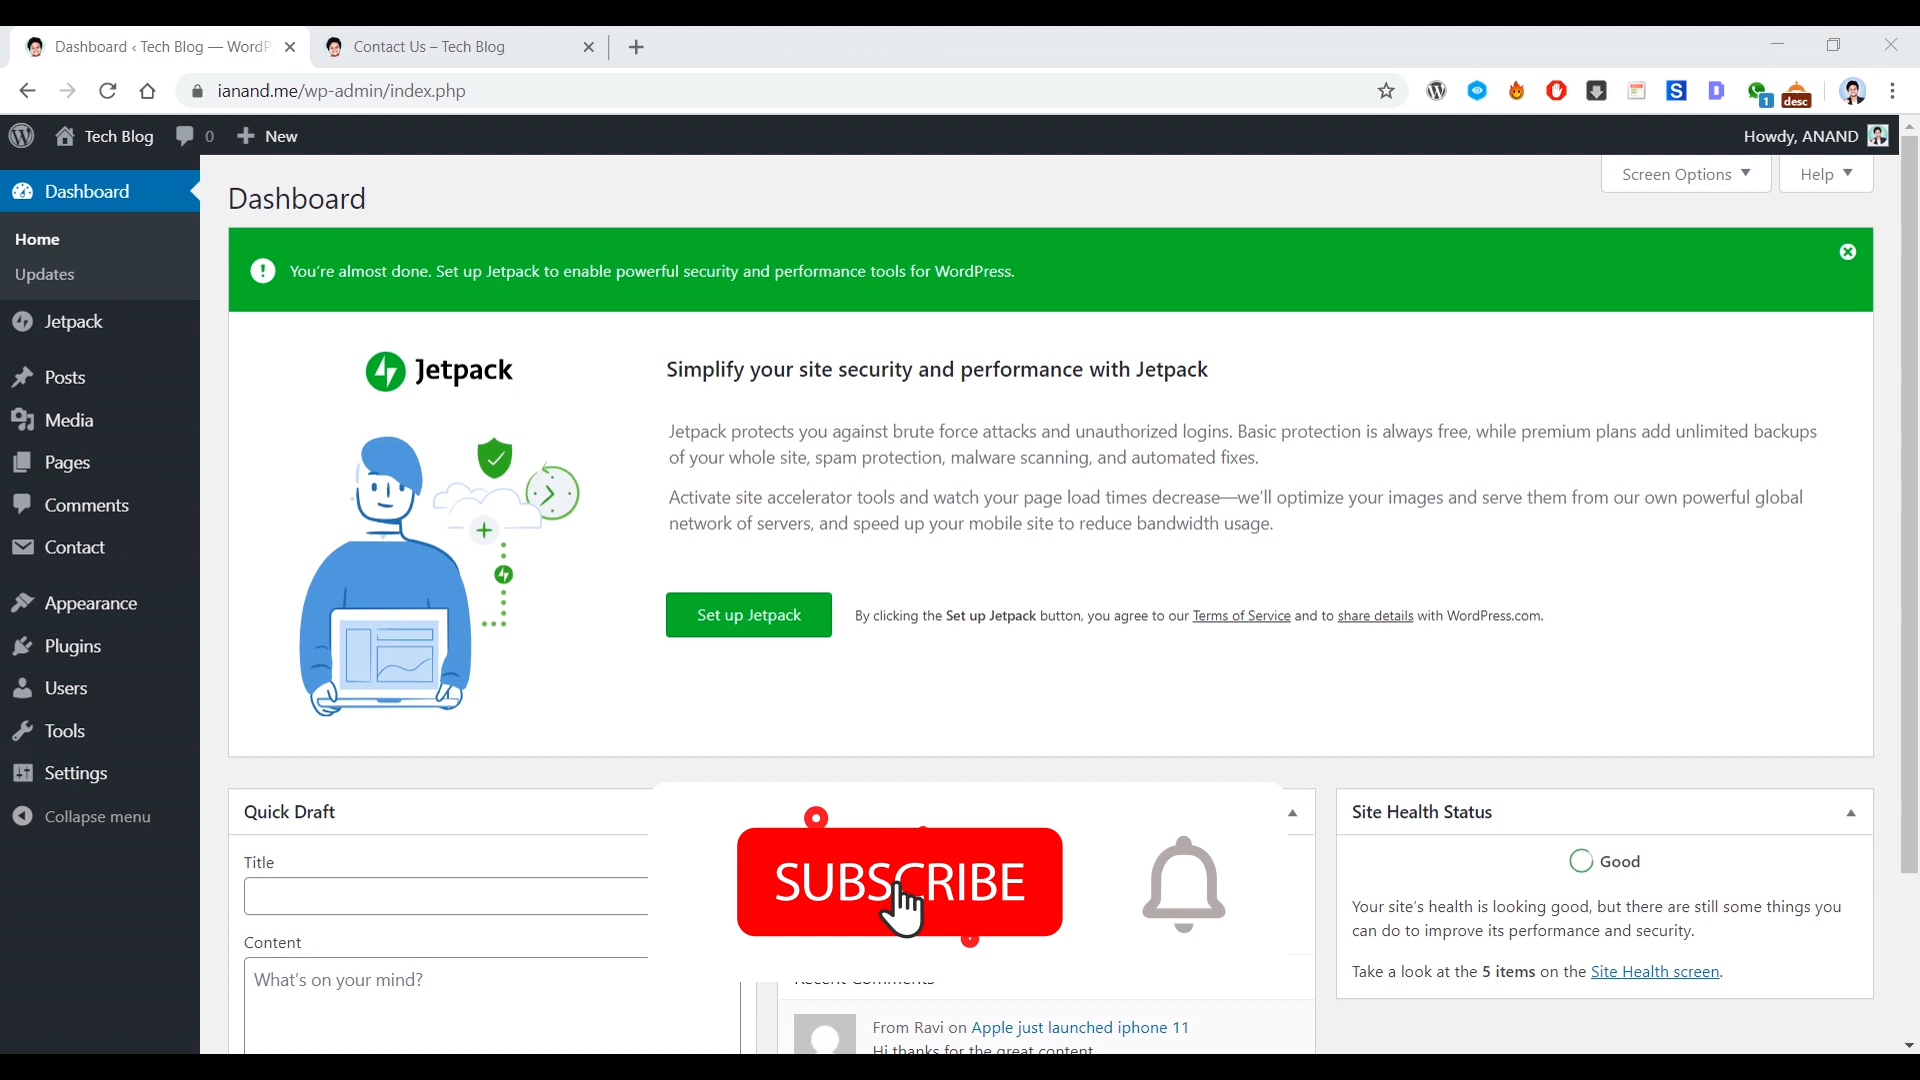 Dashboard ‹ Tech Blog — WordP
Contact Us – Tech Blog
ianand.me/wp-admin/index.php
S
D
1
desc
Tech Blog
0
New
Howdy, ANAND
Dashboard
Home
Updates
Jetpack
Posts
Media
Pages
Comments
Contact
Appearance
Plugins
Users
Tools
Settings
Collapse menu
Screen Options
Help
Dashboard
You're almost done. Set up Jetpack to enable powerful security and performance tools for WordPress.
Jetpack
Simplify your site security and performance with Jetpack
Jetpack protects you against brute force attacks and unauthorized logins. Basic protection is always free, while premium plans add unlimited backups
of your whole site, spam protection, malware scanning, and automated fixes.
Activate site accelerator tools and watch your page load times decrease—we'll optimize your images and serve them from our own powerful global
network of servers, and speed up your mobile site to reduce bandwidth usage.
Set up Jetpack
By clicking the Set up Jetpack button, you agree to our Terms of Service and to share details with WordPress.com.
Quick Draft
Title
Content
What's on your mind?
SUBSCRIBE
Recent Comments
From Ravi on Apple just launched iphone 11
Hi thanks for the great content
Site Health Status
Good
Your site's health is looking good, but there are still some things you
can do to improve its performance and security.
Take a look at the 5 items on the Site Health screen.